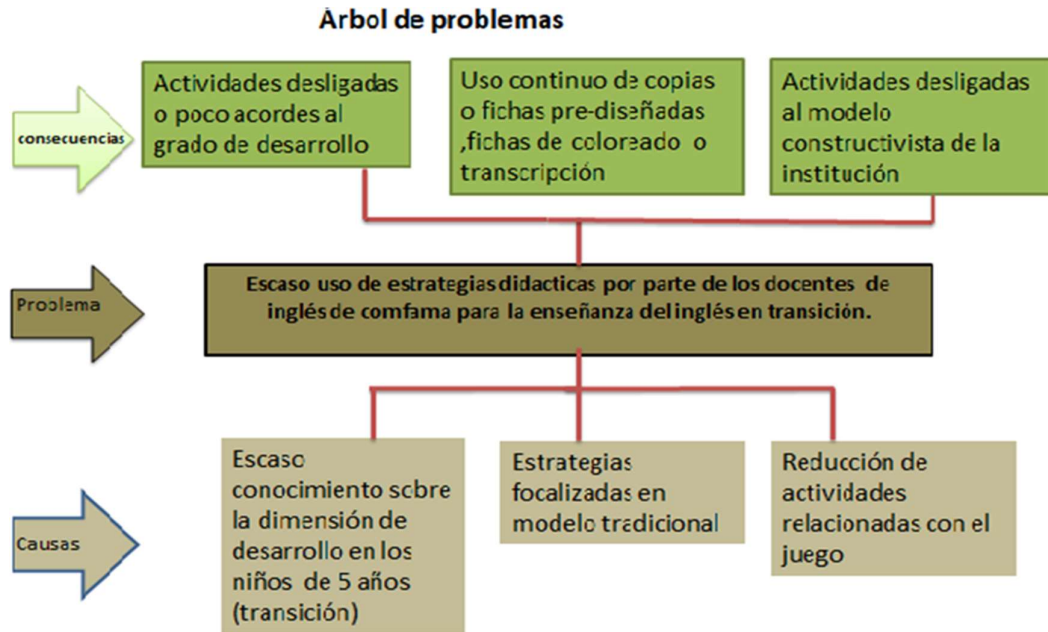 Árbol de problemas
consecuencias
Actividades desligadas
o poco acordes al
grado de desarrollo
Uso continuo de copias
o fichas pre-diseñadas
,fichas de coloreado o
transcripción
Actividades desligadas
al modelo
constructivista de la
institución
Problema
Escaso uso de estrategias didacticas por parte de los docentes de
inglés de comfama para la enseñanza del inglés en transición.
Causas
Escaso
conocimiento sobre
la dimensión de
desarrollo en los
niños de 5 años
(transición)
Estrategias
focalizadas en
modelo tradicional
Reducción de
actividades
relacionadas con el
juego